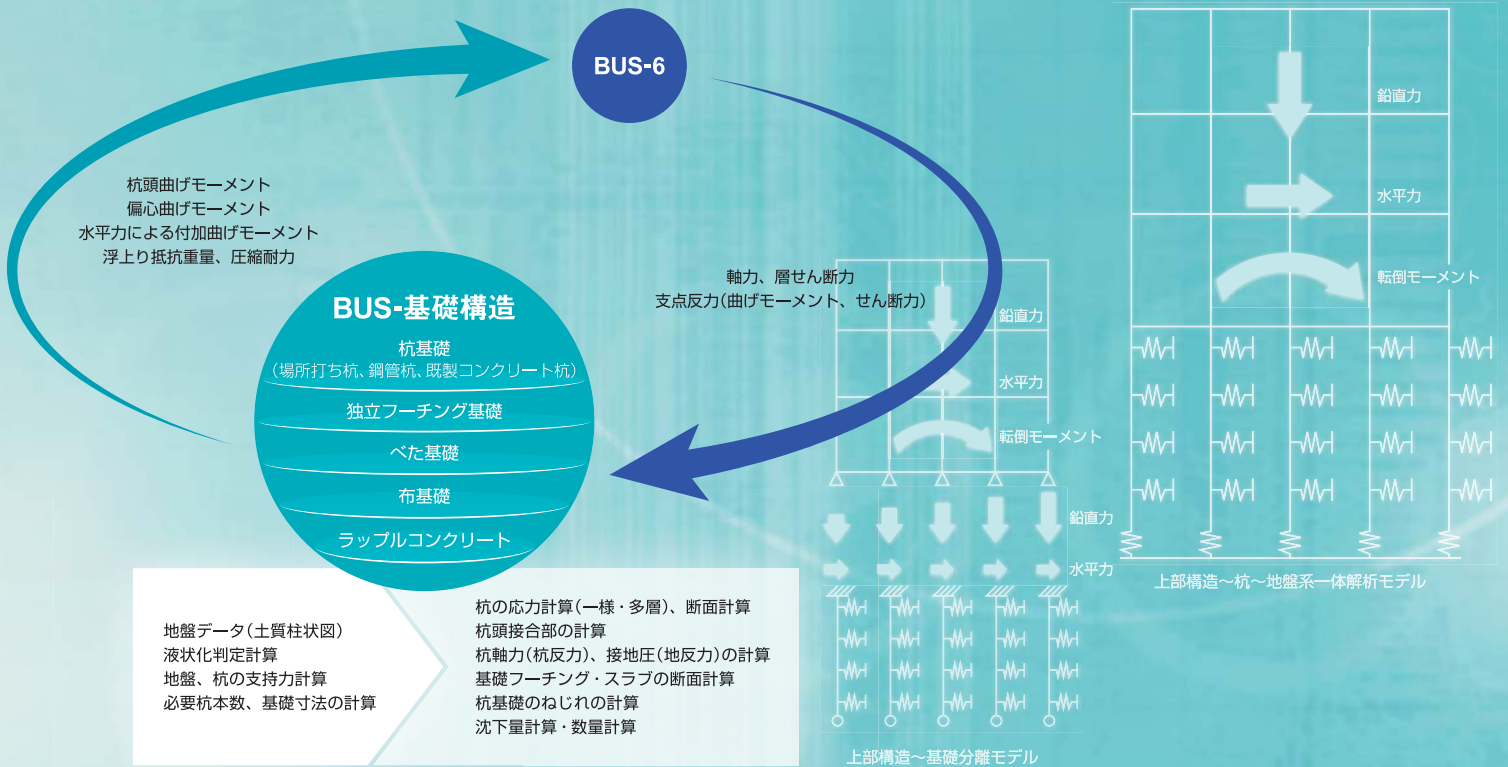 BUS-6
杭頭曲げモーメント
偏心曲げモーメント
水平力による付加曲げモーメント
浮上り抵抗重量、圧縮耐力
軸力、層せん断力
支点反力(曲げモーメント、せん断力)
BUS-基礎構造
杭基礎
(場所打ち杭、鋼管杭、既製コンクリート杭)
独立フーチング基礎
べた基礎
布基礎
ラップルコンクリート
地盤データ(土質柱状図)
液状化判定計算
地盤、杭の支持力計算
必要杭本数、基礎寸法の計算
杭の応力計算(一様・多層)、断面計算
杭頭接合部の計算
杭軸力(杭反力)、接地圧(地反力)の計算
基礎フーチング・スラブの断面計算
杭基礎のねじれの計算
沈下量計算・数量計算
鉛直力
水平力
転倒モーメント
鉛直力
水平力
上部構造～基礎分離モデル
鉛直力
水平力
転倒モーメント
上部構造～杭～地盤系一体解析モデル